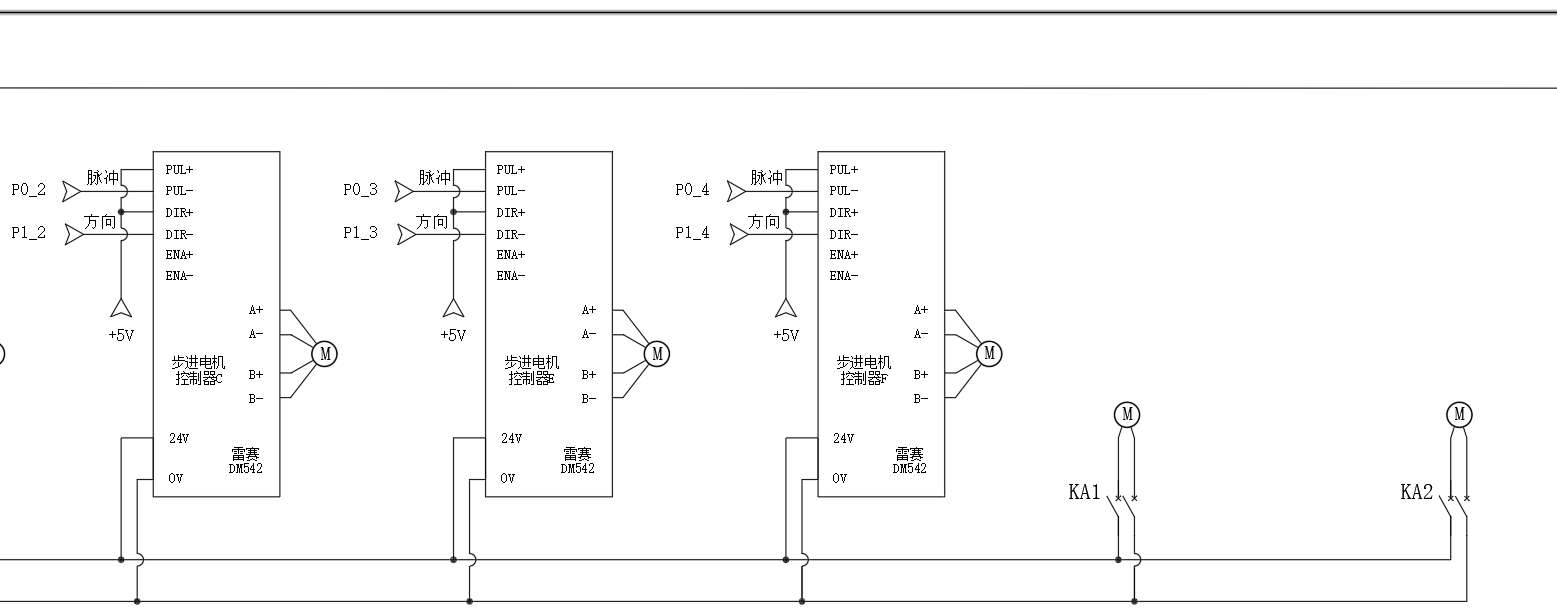 脉冲
P0_2
方向
P1_2
+5V
PUL+
PUL-
DIR+
DIR-
ENA+
ENA-
A+
A-
B+
B-
步进电机
控制器C
24V
0V
雷赛
DM542
M
脉冲
P0_3
方向
P1_3
+5V
PUL+
PUL-
DIR+
DIR-
ENA+
ENA-
A+
A-
B+
B-
步进电机
控制器E
24V
0V
雷赛
DM542
M
脉冲
P0_4
方向
P1_4
+5V
PUL+
PUL-
DIR+
DIR-
ENA+
ENA-
A+
A-
B+
B-
步进电机
控制器F
24V
0V
雷赛
DM542
M
M
KA1
M
KA2